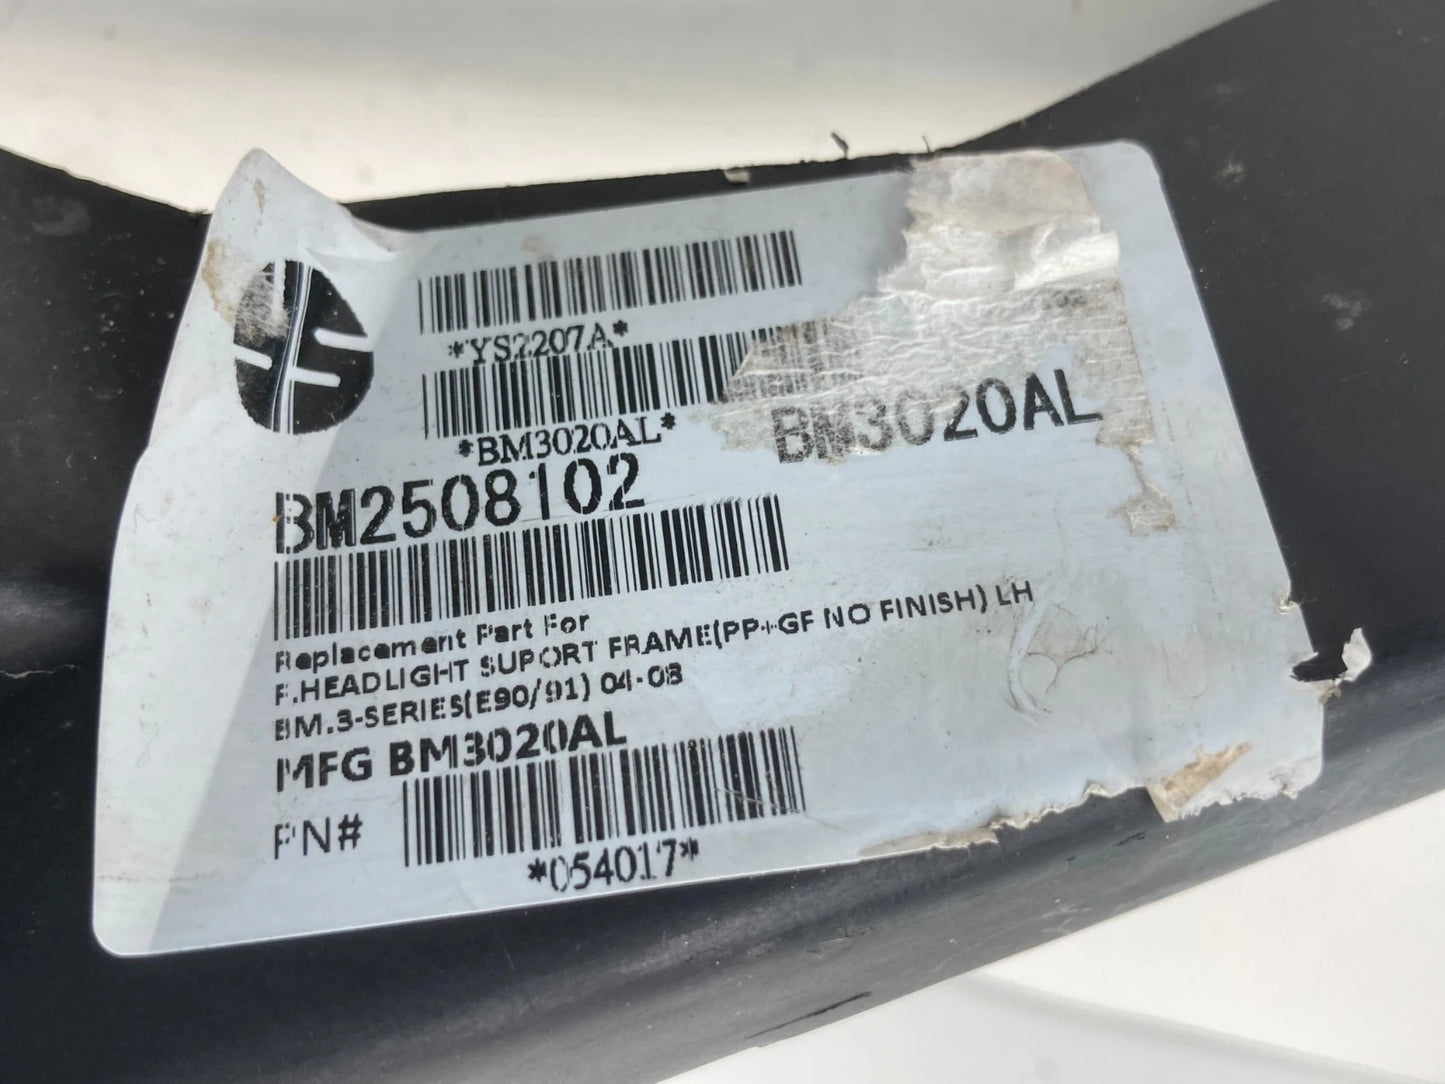 *YS2207A*
*BM3020AL*
BM3020AL
BM2508102
Replacement Part For
F.HEADLIGHT SUPORT FRAME(PP+GF NO FINISH) LH
BM.3-SERIES(E90/91) 04-08
MFG BM3020AL
PN#
*054017*